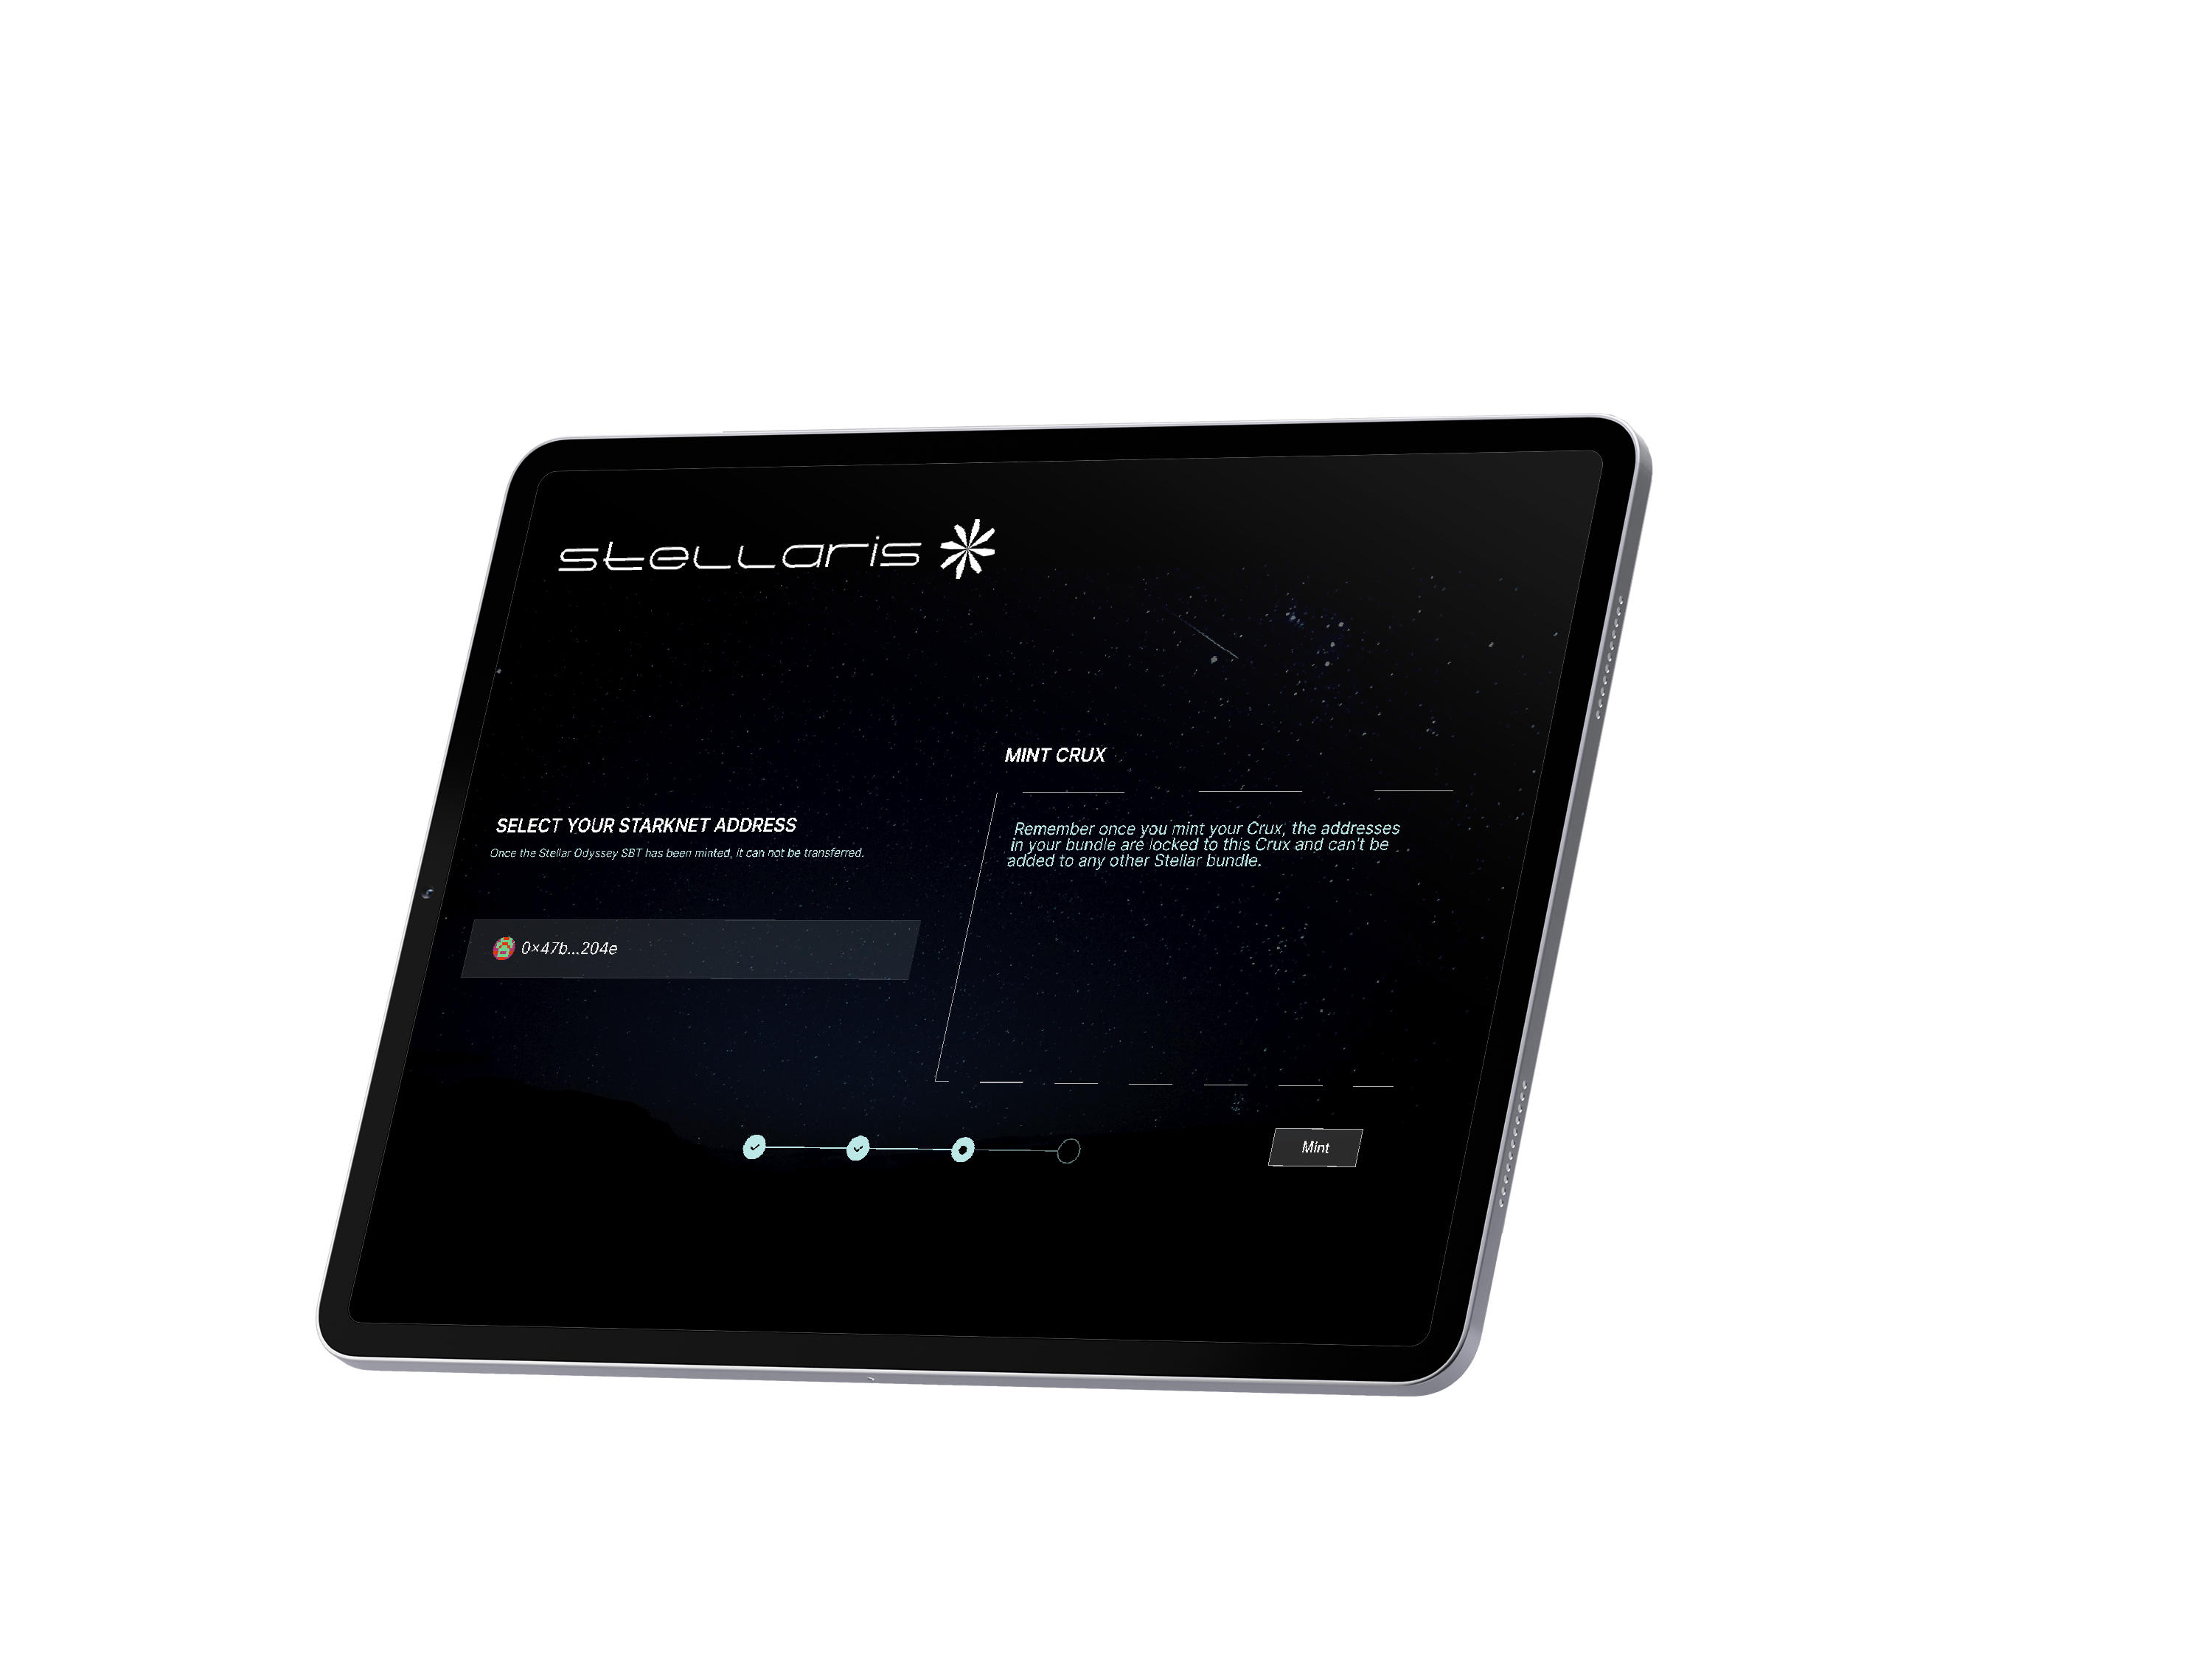 stellaris
MINT CRUX
SELECT YOUR STARKNET ADDRESS
Once the Stellar Odyssey SBT has been minted, it can not be transferred.
0×47b...204e
Remember once you mint your Crux, the addresses
in your bundle are locked to this Crux and can't be
added to any other Stellar bundle.
Mint